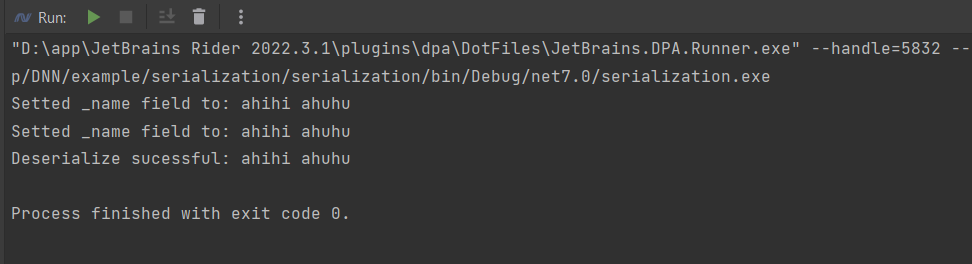 Run:
"D:\app\JetBrains Rider 2022.3.1\plugins\dpa\DotFiles\JetBrains.DPA.Runner.exe" --handle=5832 --
p/DNN/example/serialization/serialization/bin/Debug/net7.0/serialization.exe
Setted _name field to: ahihi ahuhu
Setted _name field to: ahihi ahuhu
Deserialize sucessful: ahihi ahuhu
Process finished with exit code 0.